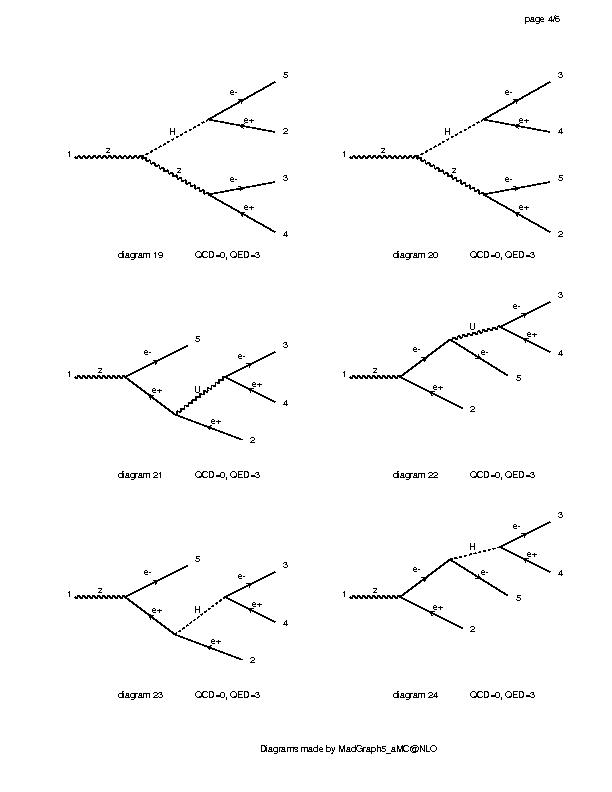 page 4/6
1 z H z e- 5 e+ 2 e- 3 e+ 4
diagram 19 QCD=0, QED=3
1 z H z e- 3 e+ 4 e- 5 e+ 2
diagram 20 QCD=0, QED=3
1 z e- 5 e+ U e- 3 e+ 4 e+ 2
diagram 21 QCD=0, QED=3
1 z e- U e- 3 e+ 4 e- 5 e+ 2
diagram 22 QCD=0, QED=3
1 z e- 5 e+ H e- 3 e+ 4 e+ 2
diagram 23 QCD=0, QED=3
1 z e- H e- 3 e+ 4 e- 5 e+ 2
diagram 24 QCD=0, QED=3
Diagrams made by MadGraph5_aMC@NLO